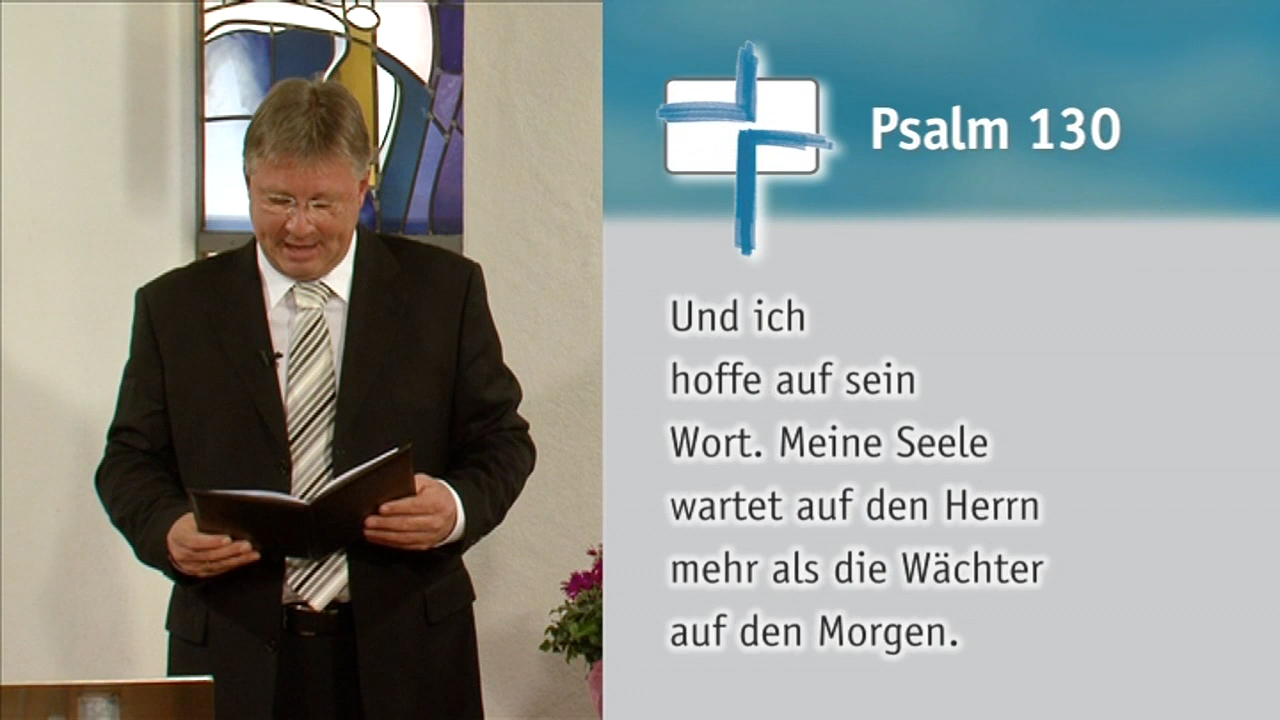 Psalm 130
Und ich
hoffe auf sein
Wort. Meine Seele
wartet auf den Herrn
mehr als die Wächter
auf den Morgen.